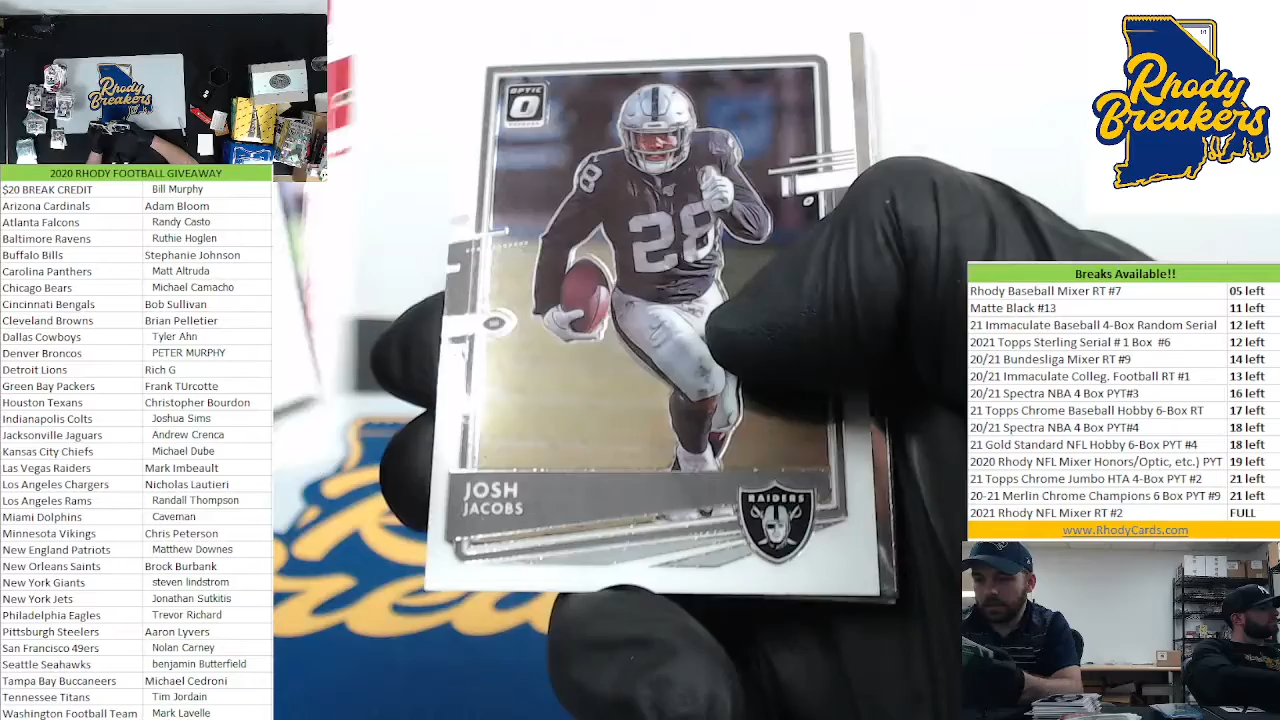 Rhody
Breakers
2020 RHODY FOOTBALL GIVEAWAY
$20 BREAK CREDIT Bill Murphy
Arizona Cardinals Adam Bloom
Atlanta Falcons Randy Casto
Baltimore Ravens Ruthie Hoglen
Buffalo Bills Stephanie Johnson
Carolina Panthers Matt Altruda
Chicago Bears Michael Camacho
Cincinnati Bengals Bob Sullivan
Cleveland Browns Brian Pelletier
Dallas Cowboys Tyler Ahn
Denver Broncos PETER MURPHY
Detroit Lions Rich G
Green Bay Packers Frank TUrcotte
Houston Texans Christopher Bourdon
Indianapolis Colts Joshua Sims
Jacksonville Jaguars Andrew Crenca
Kansas City Chiefs Michael Dube
Las Vegas Raiders Mark Imbeault
Los Angeles Chargers Nicholas Lautieri
Los Angeles Rams Randall Thompson
Miami Dolphins Caveman
Minnesota Vikings Chris Peterson
New England Patriots Matthew Downes
New Orleans Saints Brock Burbank
New York Giants steven lindstrom
New York Jets Jonathan Sutkitis
Philadelphia Eagles Trevor Richard
Pittsburgh Steelers Aaron Lyvers
San Francisco 49ers Nolan Carney
Seattle Seahawks benjamin Butterfield
Tampa Bay Buccaneers Michael Cedroni
Tennessee Titans Tim Jordain
Washington Football Team Mark Lavelle
OPTIC
28
28
JOSH
JACOBS
RAIDERS
Rhody
Breakers
Breaks Available!!
Rhody Baseball Mixer RT #7 05 left
Matte Black #13 11 left
21 Immaculate Baseball 4-Box Random Serial 12 left
2021 Topps Sterling Serial # 1 Box #6 12 left
20/21 Bundesliga Mixer RT #9 14 left
20/21 Immaculate Colleg. Football RT #1 13 left
20/21 Spectra NBA 4 Box PYT#3 16 left
21 Topps Chrome Baseball Hobby 6-Box RT 17 left
20/21 Spectra NBA 4 Box PYT#4 18 left
21 Gold Standard NFL Hobby 6-Box PYT #4 18 left
2020 Rhody NFL Mixer Honors/Optic, etc.) PYT 19 left
21 Topps Chrome Jumbo HTA 4-Box PYT #2 21 left
20-21 Merlin Chrome Champions 6 Box PYT #9 21 left
2021 Rhody NFL Mixer RT #2 FULL
www.RhodyCards.com